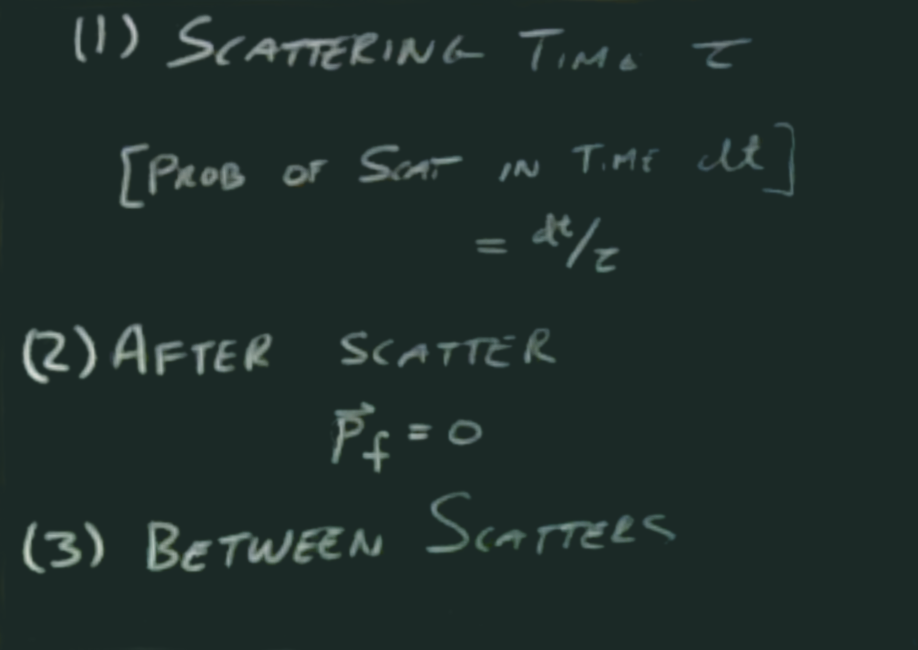 (1) SCATTERING TIME τ
[PROB OF SCAT IN TIME dt]
= dt/τ
(2) AFTER SCATTER
p⃗f = 0
(3) BETWEEN SCATTERS